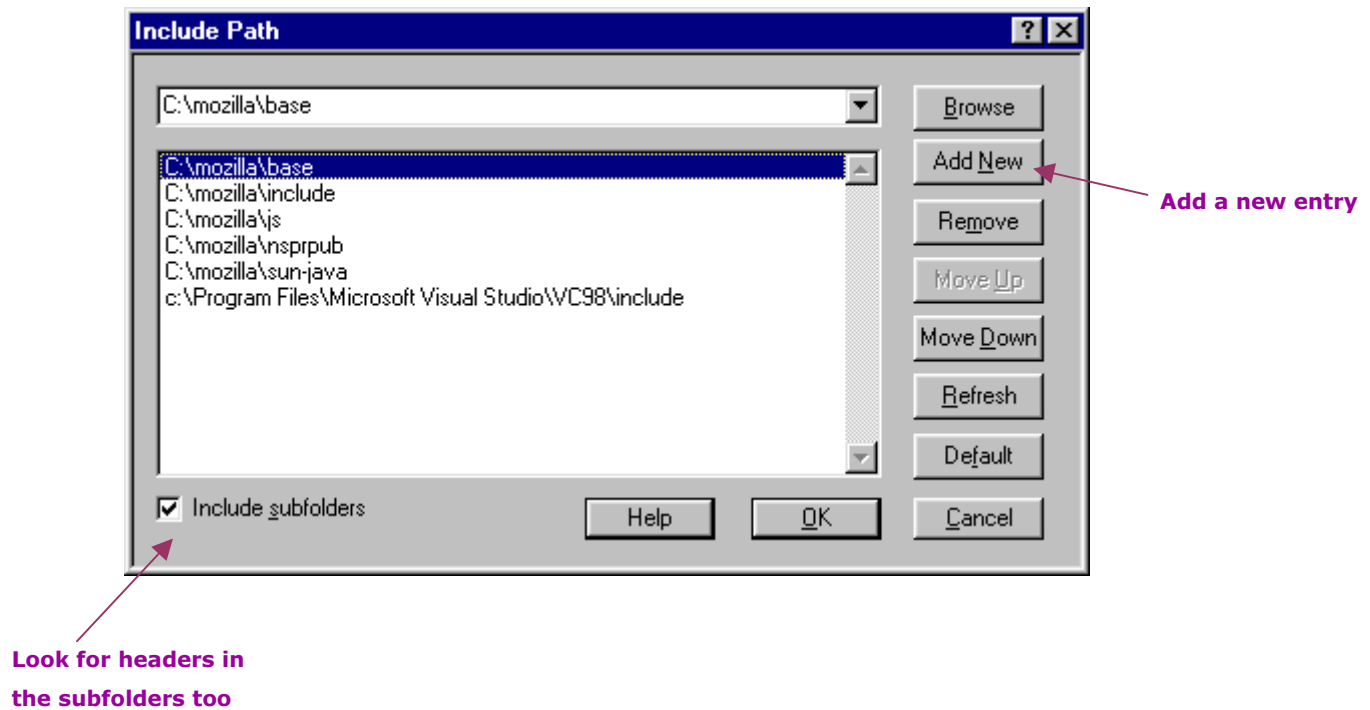 Include Path
C:\mozilla\base
Browse
C:\mozilla\base
Add New
C:\mozilla\include
Add a new entry
C:\mozilla\js
Remove
C:\mozilla\nsprpub
C:\mozilla\sun-java
Move Up
c:\Program Files\Microsoft Visual Studio\VC98\include
Move Down
Refresh
Default
Include subfolders
Help
OK
Cancel
Look for headers in
the subfolders too